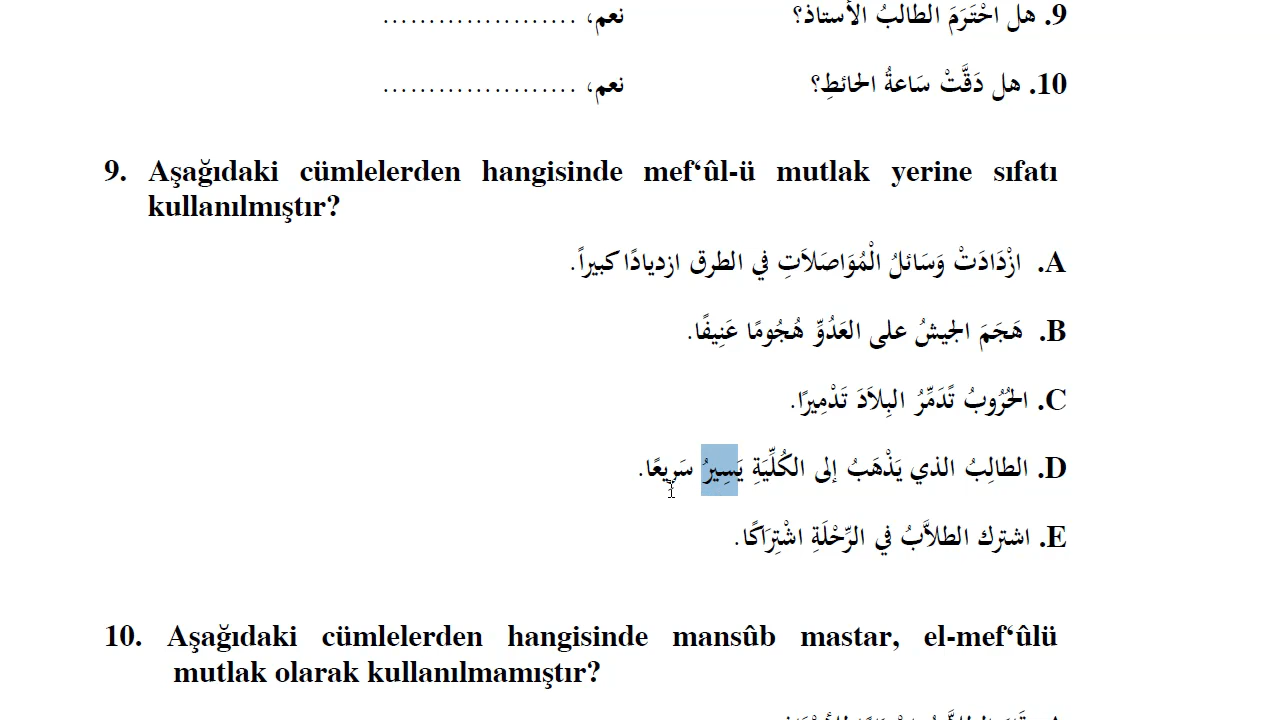 9. هل احْتَرَمَ الطالبُ الأستاذَ؟ نعم، .....................
10. هل دَقَّتْ سَاعةُ الحائطِ؟ نعم، .....................
9. Aşağıdaki cümlelerden hangisinde mef‘ûl-ü mutlak yerine sıfatı
kullanılmıştır?
A. ازْدَادَتْ وَسَائلُ الْمُوَاصَلاَتِ في الطرق ازديادًا كبيراً.
B. هَجَمَ الجيشُ على العَدُوِّ هُجُومًا عَنِيفًا.
C. الحُرُوبُ تًدَمِّرُ البِلاَدَ تَدْمِيرًا.
D. الطالِبُ الذي يَذْهَبُ إلى الكُلِّيَةِ يَسِيرُ سَرِيعًا.
E. اشترك الطلاَّبُ في الرِّحْلَةِ اشْتِرَاكًا.
10. Aşağıdaki cümlelerden hangisinde mansûb mastar, el-mef‘ûlü
mutlak olarak kullanılmamıştır?